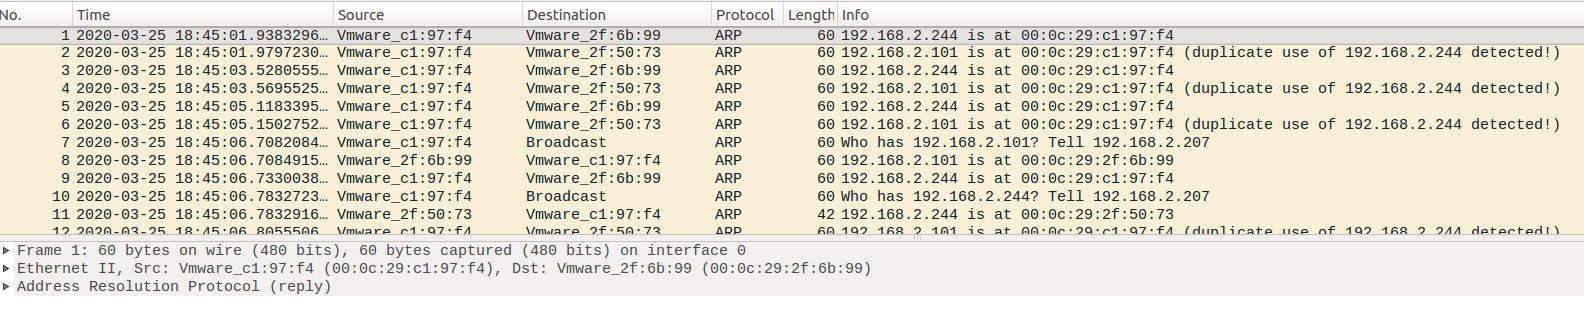 No. Time Source Destination Protocol Length Info
1 2020-03-25 18:45:01.9383296… Vmware_c1:97:f4 Vmware_2f:6b:99 ARP 60 192.168.2.244 is at 00:0c:29:c1:97:f4
2 2020-03-25 18:45:01.9797230… Vmware_c1:97:f4 Vmware_2f:50:73 ARP 60 192.168.2.101 is at 00:0c:29:c1:97:f4 (duplicate use of 192.168.2.244 detected!)
3 2020-03-25 18:45:03.5280555… Vmware_c1:97:f4 Vmware_2f:6b:99 ARP 60 192.168.2.244 is at 00:0c:29:c1:97:f4
4 2020-03-25 18:45:03.5695525… Vmware_c1:97:f4 Vmware_2f:50:73 ARP 60 192.168.2.101 is at 00:0c:29:c1:97:f4 (duplicate use of 192.168.2.244 detected!)
5 2020-03-25 18:45:05.1183395… Vmware_c1:97:f4 Vmware_2f:6b:99 ARP 60 192.168.2.244 is at 00:0c:29:c1:97:f4
6 2020-03-25 18:45:05.1502752… Vmware_c1:97:f4 Vmware_2f:50:73 ARP 60 192.168.2.101 is at 00:0c:29:c1:97:f4 (duplicate use of 192.168.2.244 detected!)
7 2020-03-25 18:45:06.7082084… Vmware_c1:97:f4 Broadcast ARP 60 Who has 192.168.2.101? Tell 192.168.2.207
8 2020-03-25 18:45:06.7084915… Vmware_2f:6b:99 Vmware_c1:97:f4 ARP 60 192.168.2.101 is at 00:0c:29:2f:6b:99
9 2020-03-25 18:45:06.7330038… Vmware_c1:97:f4 Vmware_2f:6b:99 ARP 60 192.168.2.244 is at 00:0c:29:c1:97:f4
10 2020-03-25 18:45:06.7832723… Vmware_c1:97:f4 Broadcast ARP 60 Who has 192.168.2.244? Tell 192.168.2.207
11 2020-03-25 18:45:06.7832916… Vmware_2f:50:73 Vmware_c1:97:f4 ARP 42 192.168.2.244 is at 00:0c:29:2f:50:73
12 2020-03-25 18:45:06.8055506… Vmware_c1:97:f4 Vmware_2f:50:73 ARP 60 192.168.2.101 is at 00:0c:29:c1:97:f4 (duplicate use of 192.168.2.244 detected!)
Frame 1: 60 bytes on wire (480 bits), 60 bytes captured (480 bits) on interface 0
Ethernet II, Src: Vmware_c1:97:f4 (00:0c:29:c1:97:f4), Dst: Vmware_2f:6b:99 (00:0c:29:2f:6b:99)
Address Resolution Protocol (reply)